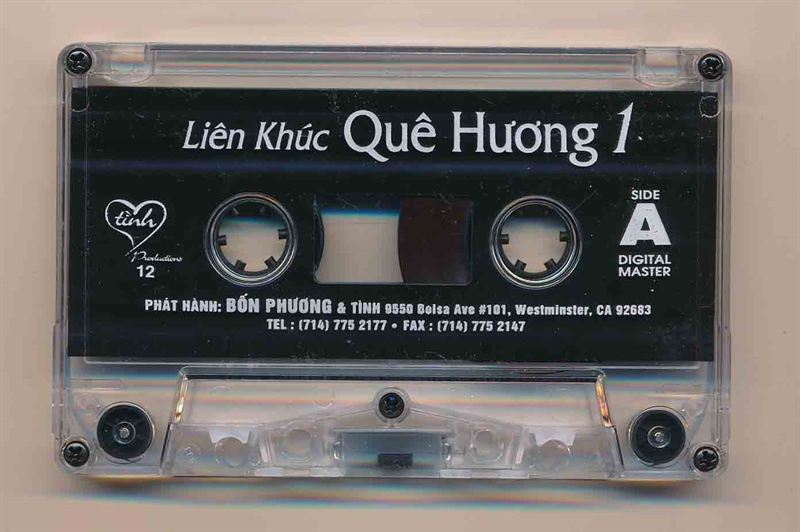 Liên Khúc Quê Hương 1
tình
Productions
12
SIDE
A
DIGITAL
MASTER
PHÁT HÀNH: BỐN PHƯƠNG & TÌNH 9550 Bolsa Ave #101, Westminster, CA 92683
TEL : (714) 775 2177 • FAX : (714) 775 2147